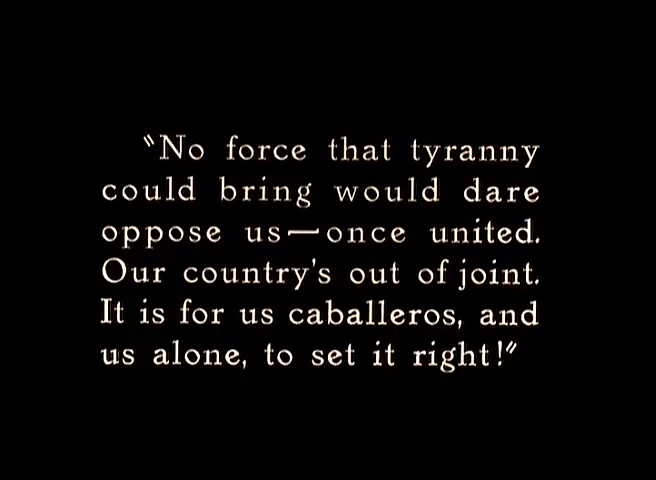 "No force that tyranny
could bring would dare
oppose us—once united.
Our country's out of joint.
It is for us caballeros, and
us alone, to set it right!"